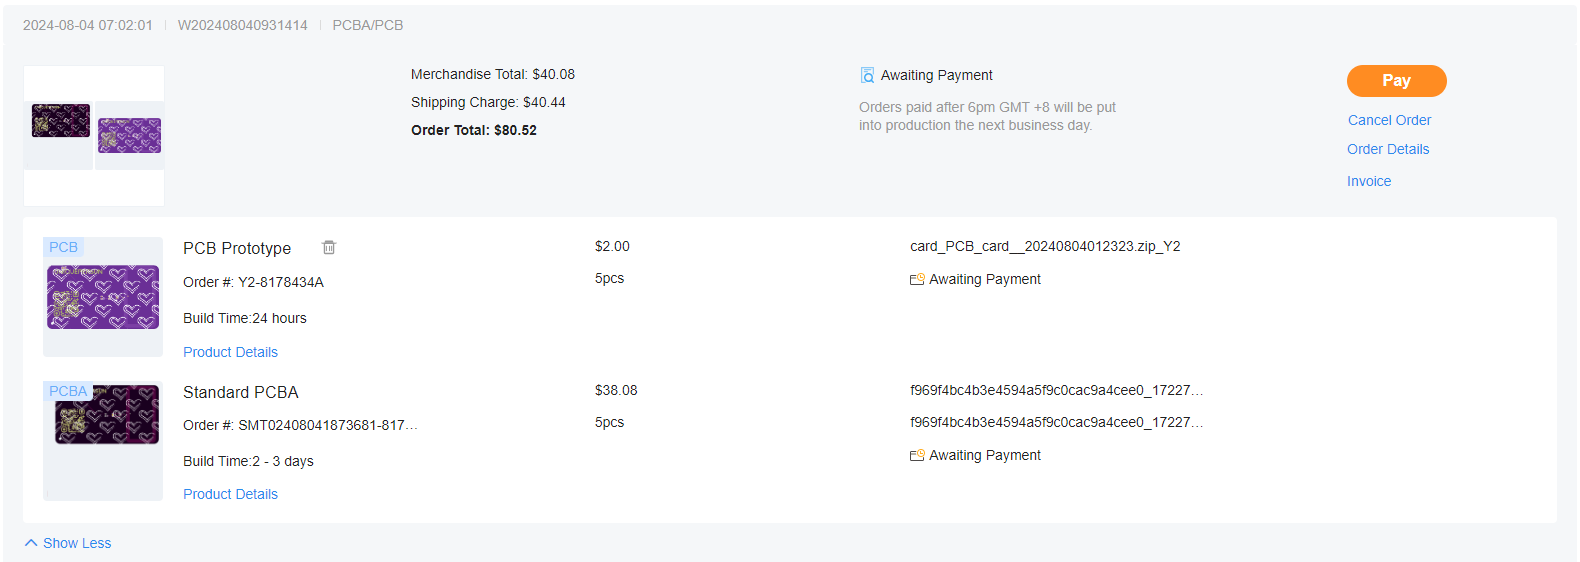 2024-08-04 07:02:01 W202408040931414 PCBA/PCB
Merchandise Total: $40.08
Shipping Charge: $40.44
Order Total: $80.52
Awaiting Payment
Orders paid after 6pm GMT +8 will be put
into production the next business day.
Pay
Cancel Order
Order Details
Invoice
PCB
PCB Prototype
Order #: Y2-8178434A
Build Time:24 hours
Product Details
$2.00
5pcs
card_PCB_card__20240804012323.zip_Y2
Awaiting Payment
PCBA
Standard PCBA
Order #: SMT02408041873681-817…
Build Time:2 - 3 days
Product Details
$38.08
5pcs
f969f4bc4b3e4594a5f9c0cac9a4cee0_17227…
f969f4bc4b3e4594a5f9c0cac9a4cee0_17227…
Awaiting Payment
Show Less